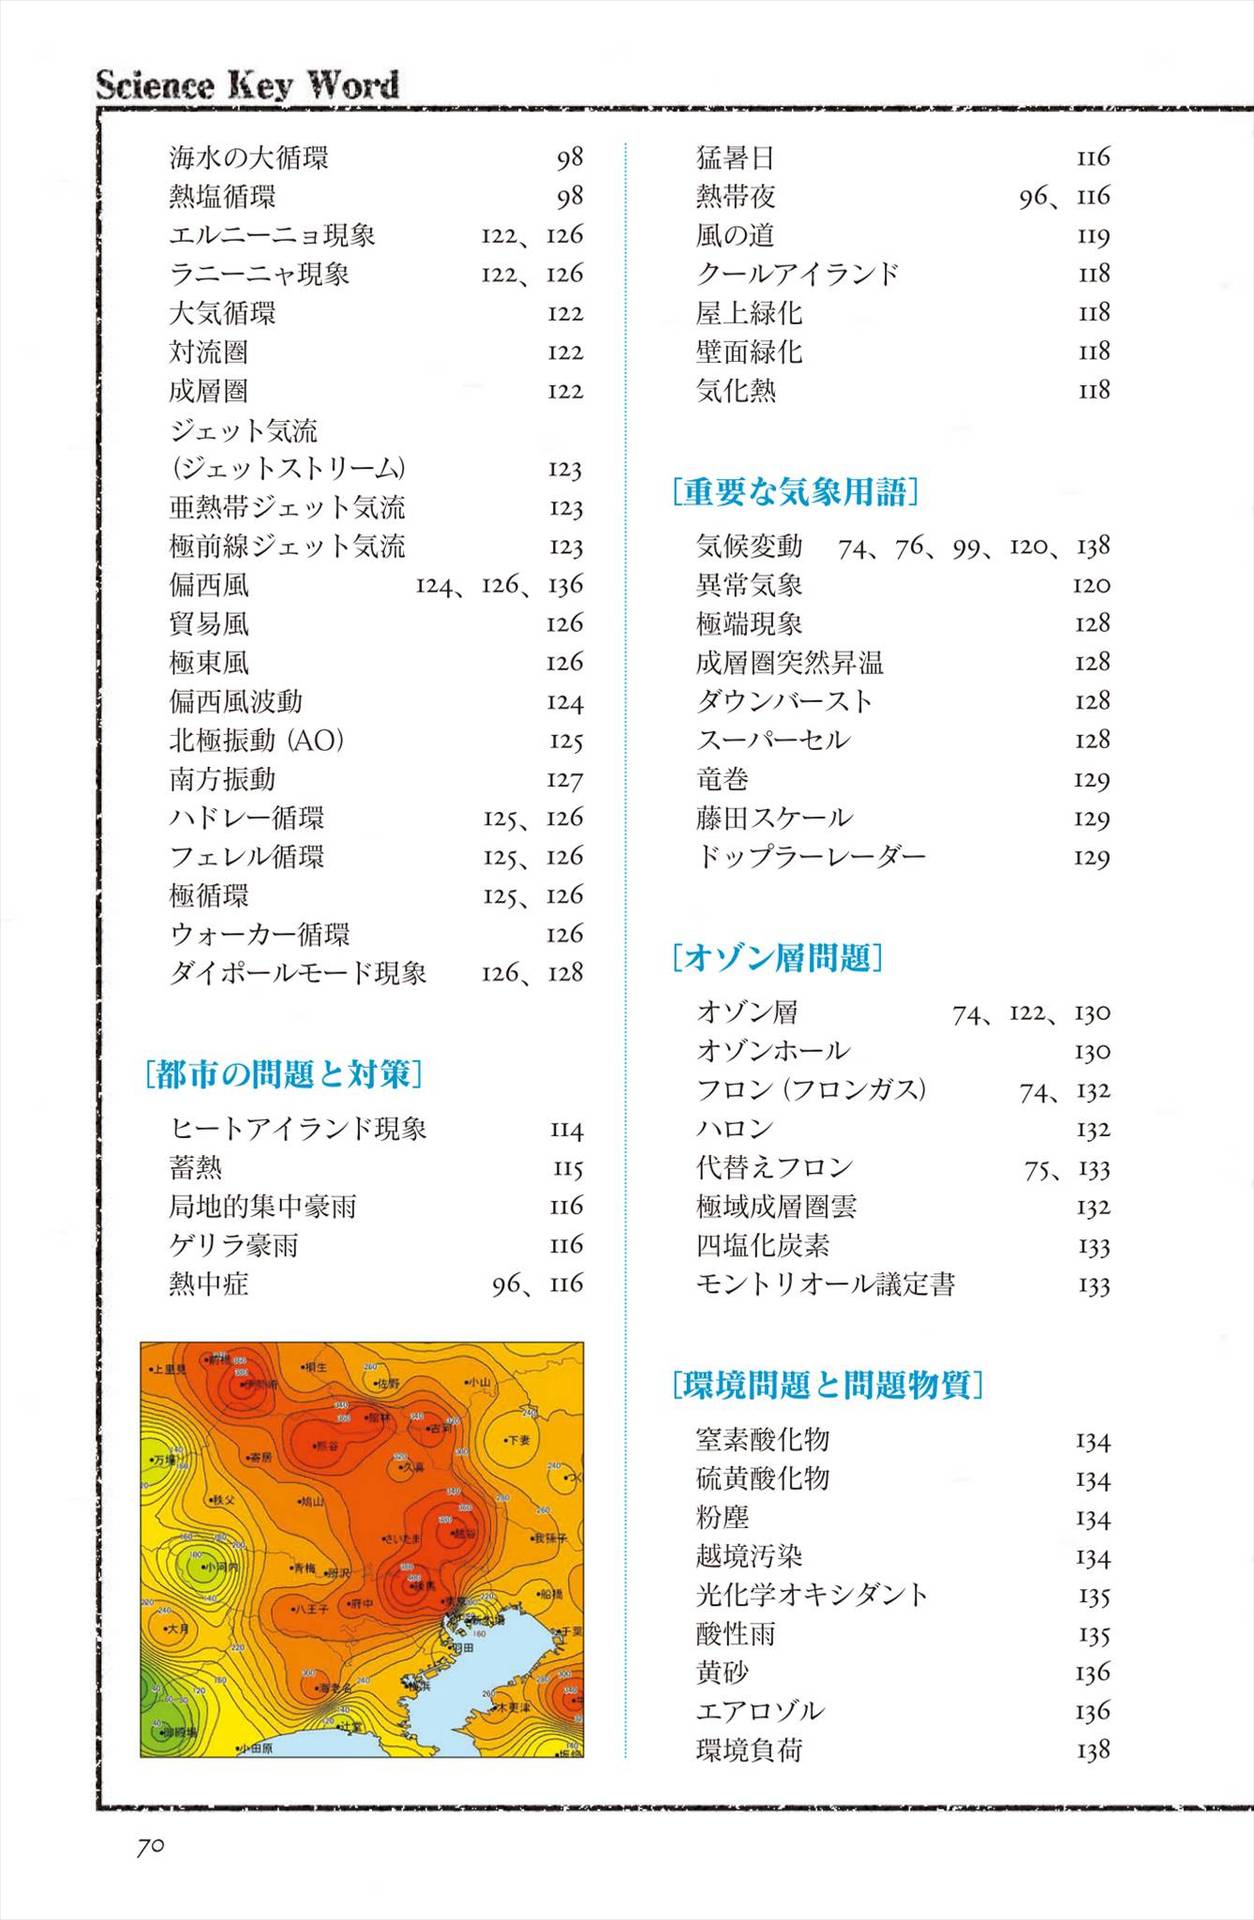 Science Key Word
海水の大循環 98
熱塩循環 98
エルニーニョ現象 122、126
ラニーニャ現象 122、126
大気循環 122
対流圏 122
成層圏 122
ジェット気流
(ジェットストリーム) 123
亜熱帯ジェット気流 123
極前線ジェット気流 123
偏西風 124、126、136
貿易風 126
極東風 126
偏西風波動 124
北極振動 (AO) 125
南方振動 127
ハドレー循環 125、126
フェレル循環 125、126
極循環 125、126
ウォーカー循環 126
ダイポールモード現象 126、128
[都市の問題と対策]
ヒートアイランド現象 114
蓄熱 115
局地的集中豪雨 116
ゲリラ豪雨 116
熱中症 96、116
上里見
前橋
伊勢崎
桐生
佐野
小山
館林
古河
熊谷
下妻
寄居
久喜
秩父
鳩山
さいたま
越谷
我孫子
小河内
青梅
所沢
練馬
八王子
府中
東京
新木場
船橋
千葉
大月
羽田
海老名
横浜
木更津
御殿場
辻堂
小田原
猛暑日 116
熱帯夜 96、116
風の道 119
クールアイランド 118
屋上緑化 118
壁面緑化 118
気化熱 118
[重要な気象用語]
気候変動 74、76、99、120、138
異常気象 120
極端現象 128
成層圏突然昇温 128
ダウンバースト 128
スーパーセル 128
竜巻 129
藤田スケール 129
ドップラーレーダー 129
[オゾン層問題]
オゾン層 74、122、130
オゾンホール 130
フロン (フロンガス) 74、132
ハロン 132
代替えフロン 75、133
極域成層圏雲 132
四塩化炭素 133
モントリオール議定書 133
[環境問題と問題物質]
窒素酸化物 134
硫黄酸化物 134
粉塵 134
越境汚染 134
光化学オキシダント 135
酸性雨 135
黄砂 136
エアロゾル 136
環境負荷 138
70